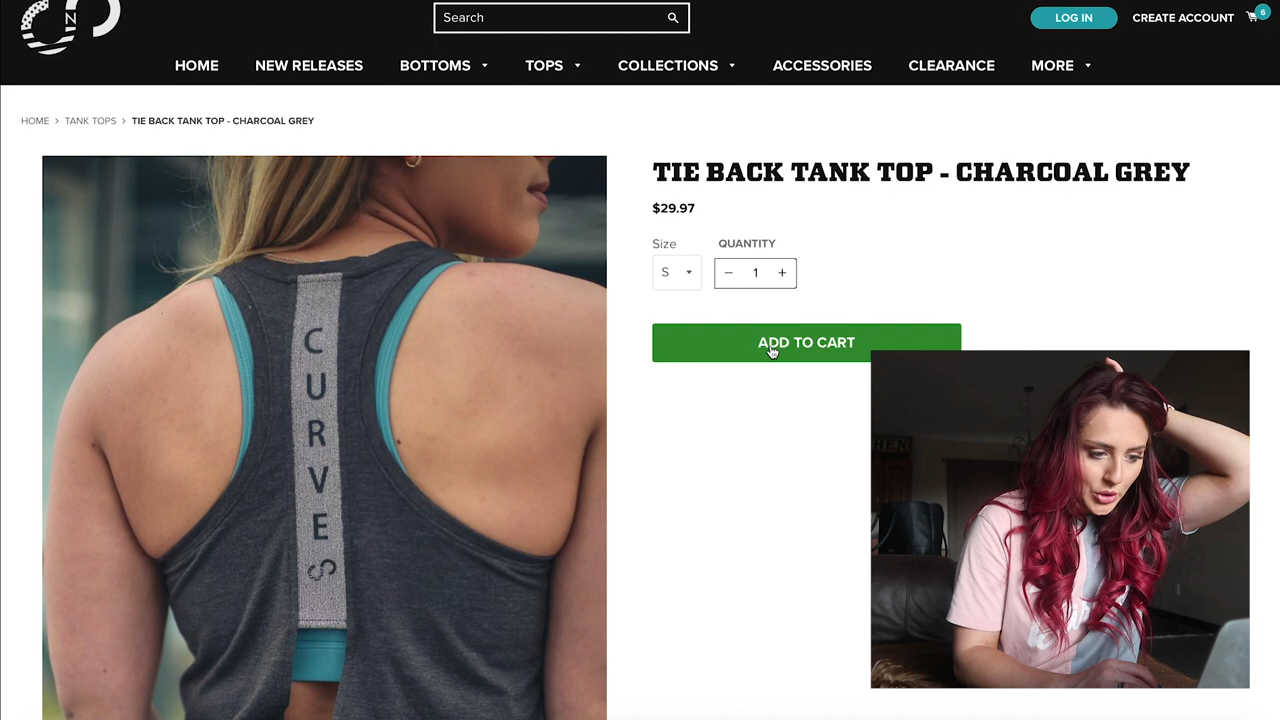 N
Search
LOG IN
CREATE ACCOUNT
6
HOME
NEW RELEASES
BOTTOMS
TOPS
COLLECTIONS
ACCESSORIES
CLEARANCE
MORE
HOME > TANK TOPS > TIE BACK TANK TOP - CHARCOAL GREY
TIE BACK TANK TOP - CHARCOAL GREY
$29.97
Size
QUANTITY
S
− 1 +
ADD TO CART
CURVES